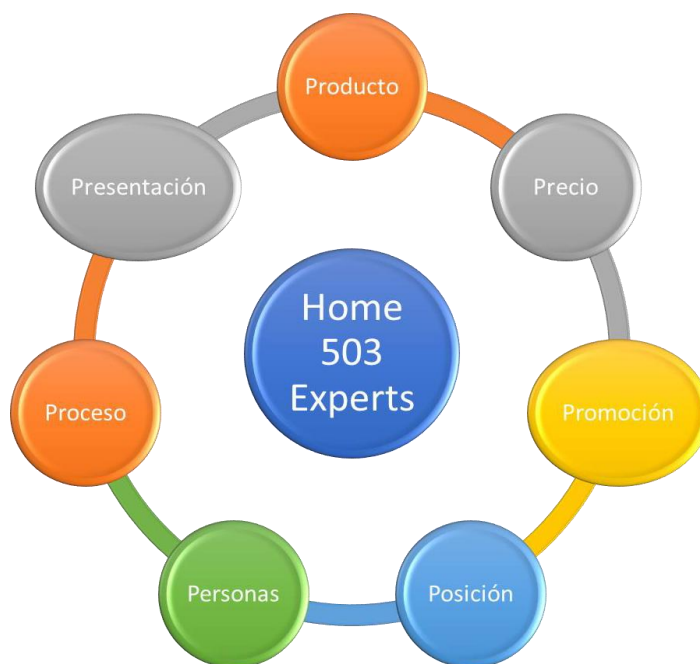 Producto
Precio
Promoción
Posición
Personas
Proceso
Presentación
Home
503
Experts